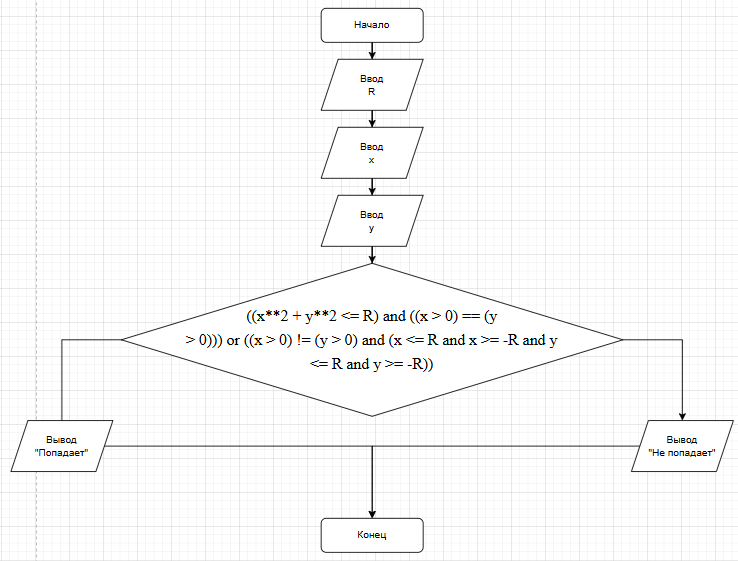 Начало
Ввод
R
Ввод
x
Ввод
y
((x**2 + y**2 <= R) and ((x > 0) == (y
> 0))) or ((x > 0) != (y > 0) and (x <= R and x >= -R and y
<= R and y >= -R))
Вывод
"Попадает"
Вывод
"Не попадает"
Конец